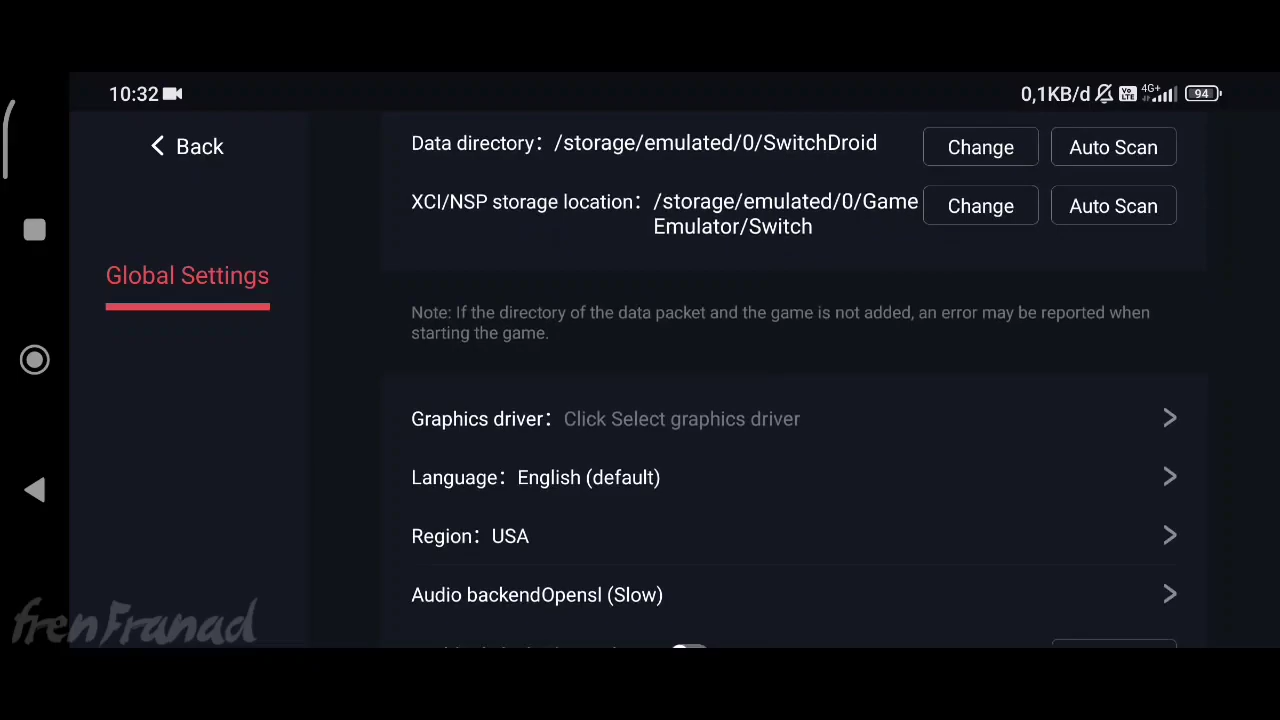 10:32
0,1KB/d
Vo LTE
4G+
94
Back
Data directory： /storage/emulated/0/SwitchDroid
Change
Auto Scan
XCI/NSP storage location： /storage/emulated/0/Game
Emulator/Switch
Change
Auto Scan
Global Settings
Note: If the directory of the data packet and the game is not added, an error may be reported when
starting the game.
Graphics driver： Click Select graphics driver
Language： English (default)
Region： USA
Audio backendOpensl (Slow)
frenFranad